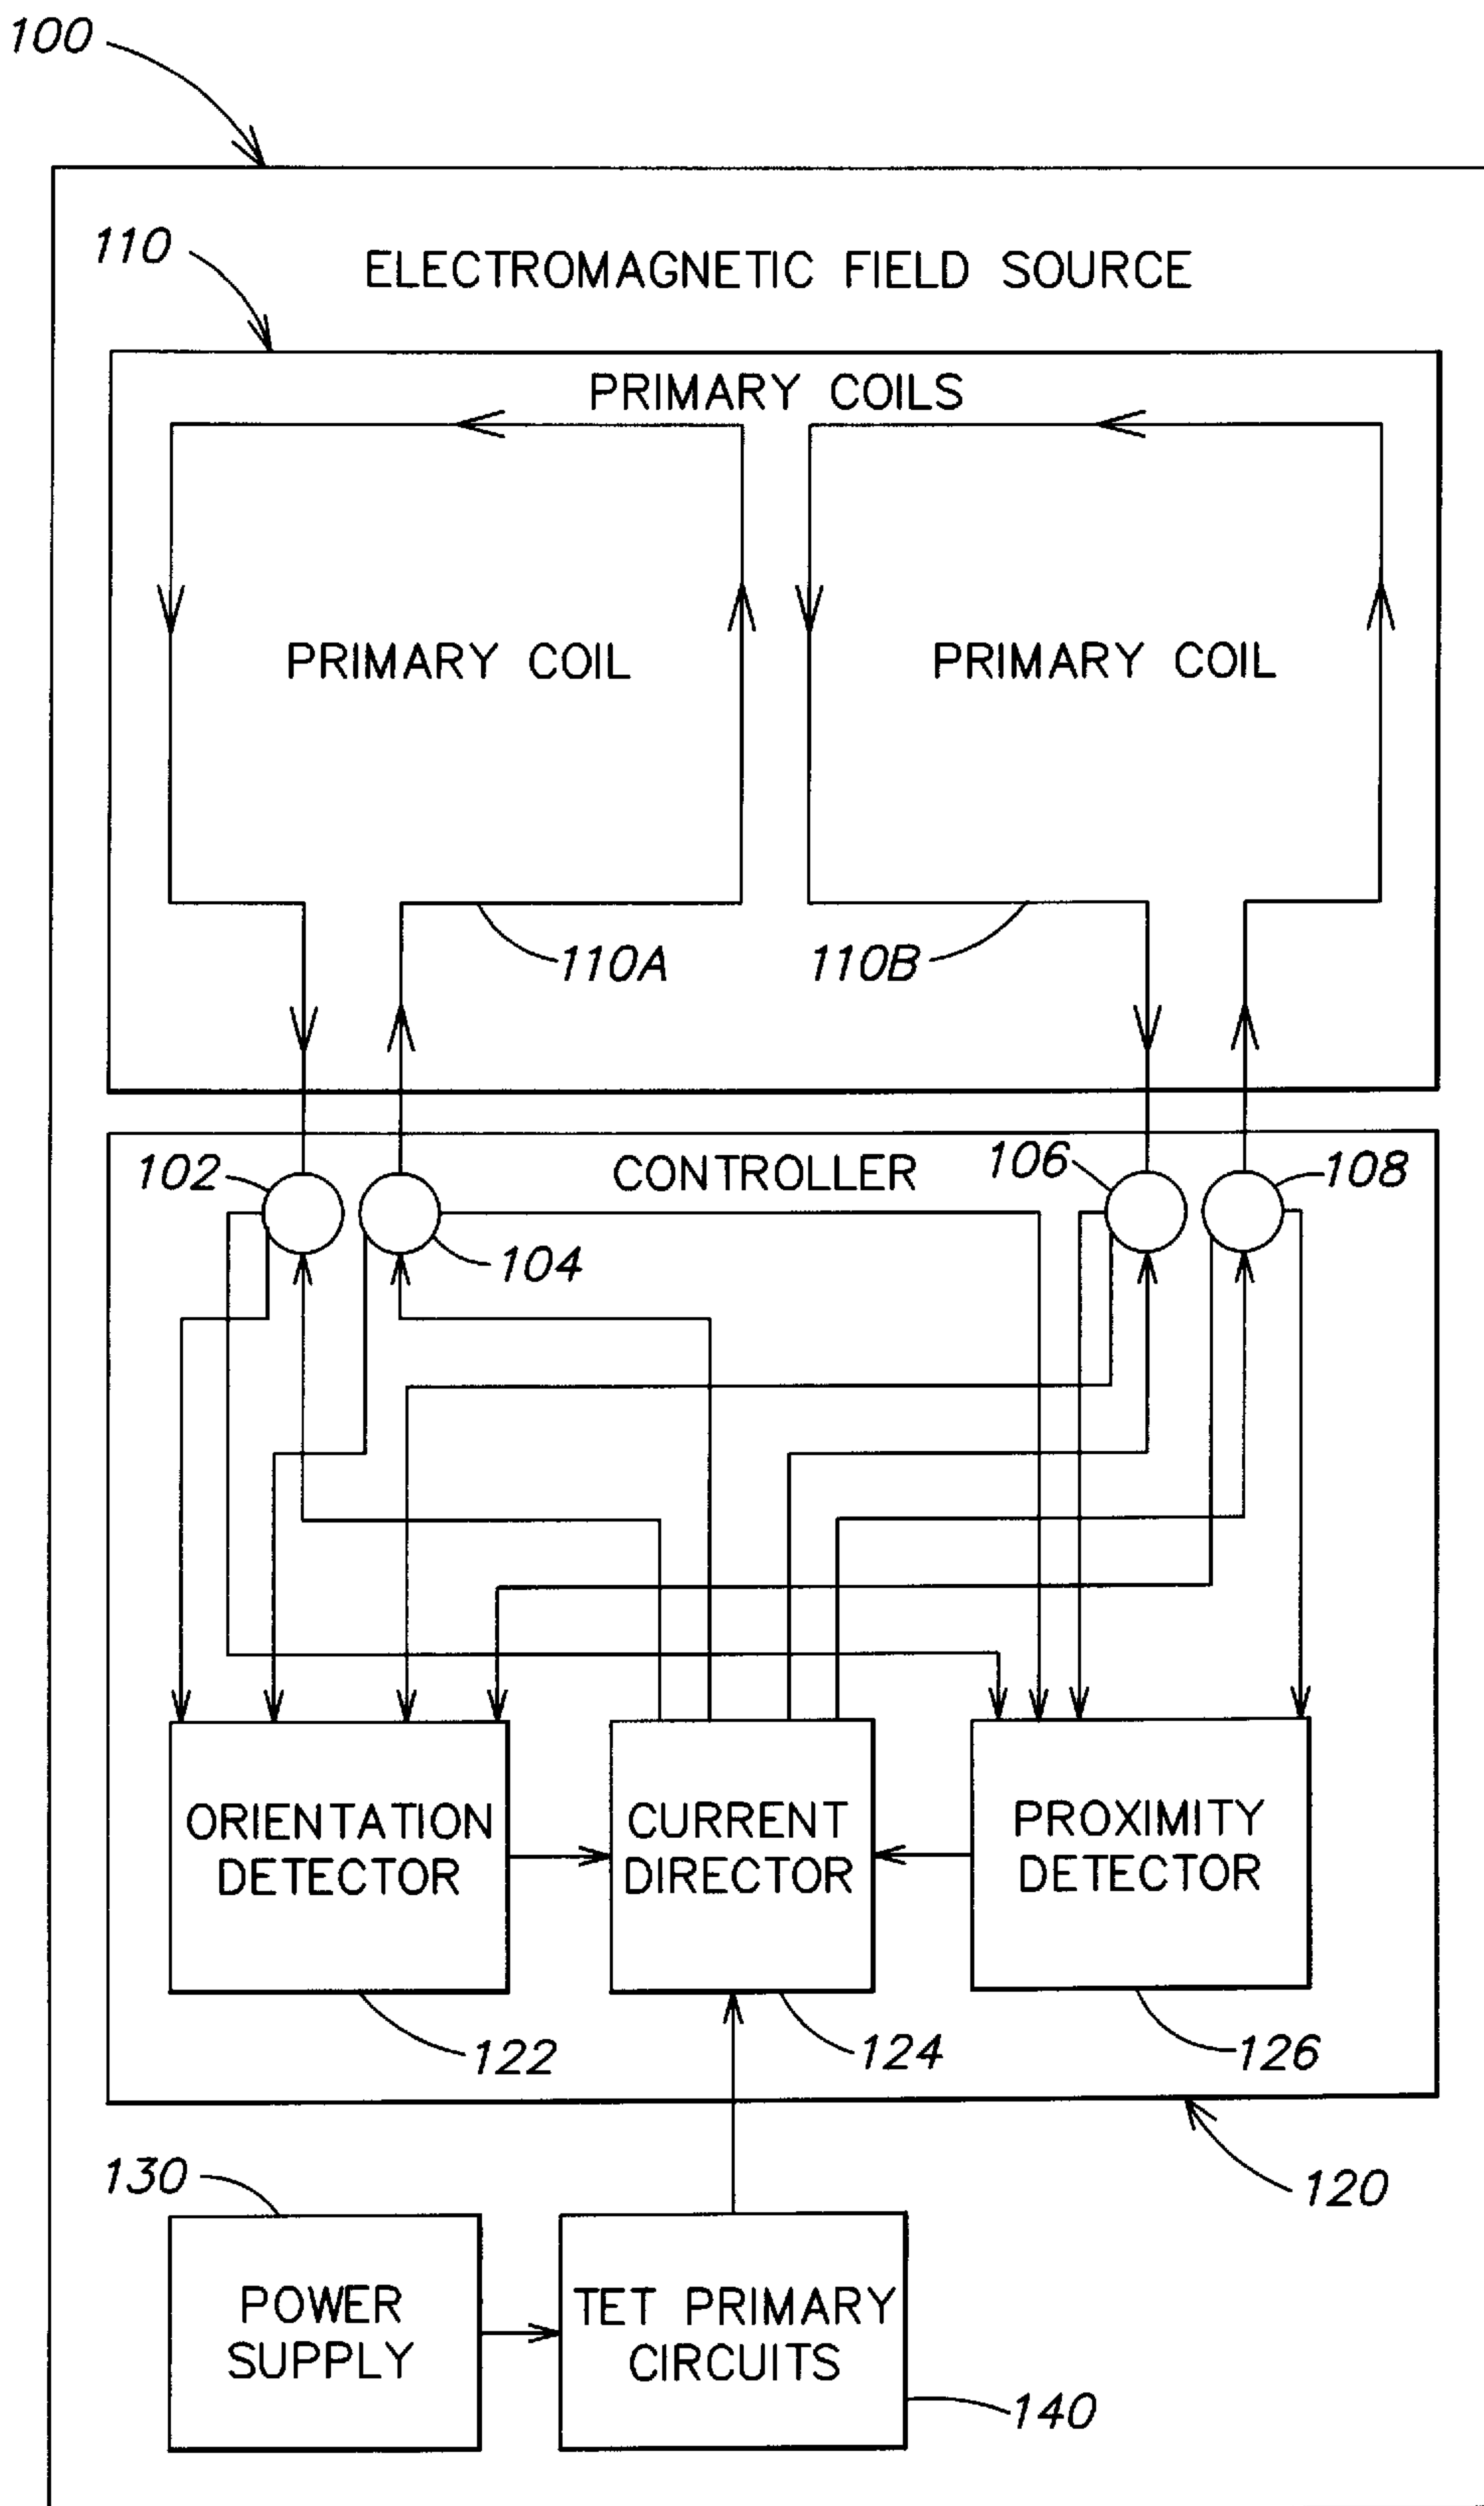 100
110
ELECTROMAGNETIC FIELD SOURCE
PRIMARY COILS
PRIMARY COIL
PRIMARY COIL
110A
110B
102
CONTROLLER
106
108
104
ORIENTATION
DETECTOR
CURRENT
DIRECTOR
PROXIMITY
DETECTOR
122
124
126
130
120
POWER
SUPPLY
TET PRIMARY
CIRCUITS
140